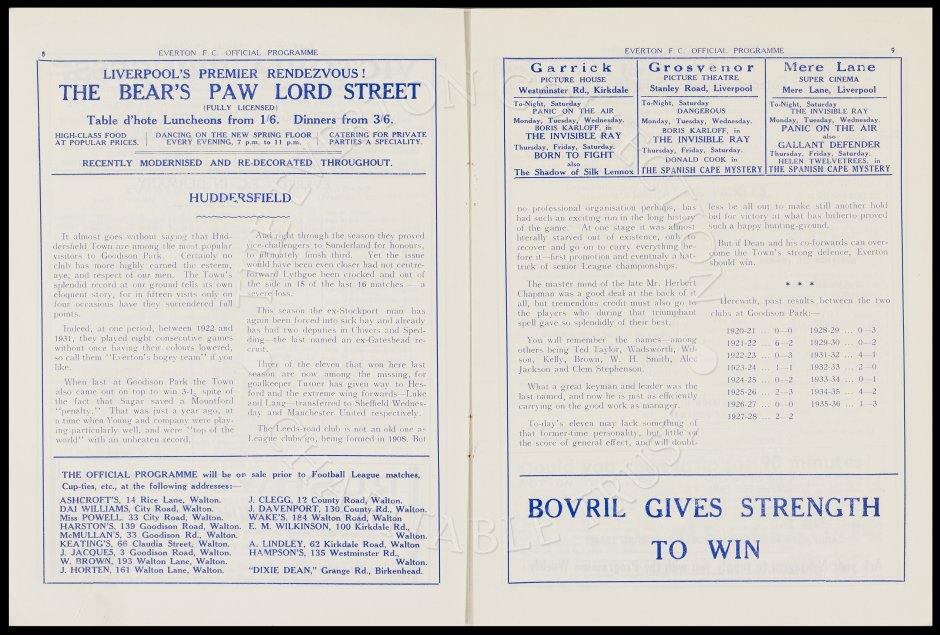 8
EVERTON F. C. OFFICIAL PROGRAMME
LIVERPOOL'S PREMIER RENDEZVOUS!
THE BEAR'S PAW LORD STREET
(FULLY LICENSED)
Table d'hote Luncheons from 1/6. Dinners from 3/6.
HIGH-CLASS FOOD
AT POPULAR PRICES.
DANCING ON THE NEW SPRING FLOOR
EVERY EVENING, 7 p.m. to 11 p.m.
CATERING FOR PRIVATE
PARTIES A SPECIALITY.
RECENTLY MODERNISED AND RE-DECORATED THROUGHOUT.
HUDDERSFIELD
It almost goes without saying that Hud-
dersfield Town are among the most popular
visitors to Goodison Park. Certainly no
club has more highly earned the esteem,
aye, and respect of our men. The Town's
splendid record at our ground tells its own
eloquent story, for in fifteen visits only on
four occasions have they surrendered full
points.
Indeed, at one period, between 1922 and
1931, they played eight consecutive games
without once having their colours lowered,
so call them "Everton's bogey team" if you
like.
When last at Goodison Park the Town
also came out on top to win 3-1, spite of
the fact that Sagar saved a Mountford
"penalty." That was just a year ago, at
a time when Young and company were play-
ing particularly well, and were "top of the
world" with an unbeaten record.
And right through the season they proved
vice-challengers to Sunderland for honours,
to ultimately finish third. Yet the issue
would have been even closer had not centre-
forward Lythgoe been crocked and out of
the side in 15 of the last 16 matches — a
severe loss.
This season the ex-Stockport man has
again been forced into sick bay and already
has had two deputies in Chivers and Sped-
ding—the last named an ex-Gateshead re-
cruit.
Three of the eleven that won here last
season are now among the missing, for
goalkeeper Turner has given way to Hes-
ford and the extreme wing forwards—Luke
and Lang—transferred to Sheffield Wednes-
day and Manchester United respectively.
The Leeds-road club is not an old one as
League clubs go, being formed in 1908. But
THE OFFICIAL PROGRAMME will be on sale prior to Football League matches,
Cup-ties, etc., at the following addresses:—
ASHCROFT'S, 14 Rice Lane, Walton.
DAI WILLIAMS, City Road, Walton.
Miss POWELL, 33 City Road, Walton.
HARSTON'S, 139 Goodison Road, Walton.
McMULLAN'S, 33 Goodison Rd., Walton.
KEATING'S, 66 Claudia Street, Walton.
J. JACQUES, 3 Goodison Road, Walton.
W. BROWN, 193 Walton Lane, Walton.
J. HORTEN, 161 Walton Lane, Walton.
J. CLEGG, 12 County Road, Walton.
J. DAVENPORT, 130 County Rd., Walton.
WAKE'S, 184 Walton Road, Walton
E. M. WILKINSON, 100 Kirkdale Rd.,
Walton.
A. LINDLEY, 62 Kirkdale Road, Walton
HAMPSON'S, 135 Westminster Rd.,
Walton.
"DIXIE DEAN," Grange Rd., Birkenhead.
EVERTON F. C. OFFICIAL PROGRAMME
9
Garrick
PICTURE HOUSE
Westminster Rd., Kirkdale
To-Night, Saturday
PANIC ON THE AIR
Monday, Tuesday, Wednesday.
BORIS KARLOFF, in
THE INVISIBLE RAY
Thursday, Friday, Saturday.
BORN TO FIGHT
also
The Shadow of Silk Lennox
Grosvenor
PICTURE THEATRE
Stanley Road, Liverpool
To-Night, Saturday
DANGEROUS
Monday, Tuesday, Wednesday.
BORIS KARLOFF, in
THE INVISIBLE RAY
Thursday, Friday, Saturday.
DONALD COOK in
THE SPANISH CAPE MYSTERY
Mere Lane
SUPER CINEMA
Mere Lane, Liverpool
To-Night, Saturday
THE INVISIBLE RAY
Monday, Tuesday, Wednesday.
PANIC ON THE AIR
also
GALLANT DEFENDER
Thursday, Friday, Saturday.
HELEN TWELVETREES, in
THE SPANISH CAPE MYSTERY
no professional organisation perhaps, has
had such an exciting run in the long history
of the game. At one stage it was almost
literally starved out of existence, only to
recover and go on to carry everything be-
fore it—first promotion and eventualy a hat-
trick of senior League championships.
The master mind of the late Mr. Herbert
Chapman was a good deal at the back of it
all, but tremendous credit must also go to
the players who during that triumphant
spell gave so splendidly of their best.
You will remember the names—among
others being Ted Taylor, Wadsworth, Wil-
son, Kelly, Brown, W. H. Smith, Alec
Jackson and Clem Stephenson.
What a great keyman and leader was the
last named, and now he is just as efficiently
carrying on the good work as manager.
To-day's eleven may lack something of
that former-time personality, but little of
the score of general effect, and will doubt-
less be all out to make still another hold
bid for victory at what has hitherto proved
such a happy hunting-ground.
But if Dean and his co-forwards can over-
come the Town's strong defence, Everton
should win.
* * *
Herewith, past results between the two
clubs at Goodison Park:—
1920-21 ... 0—0
1921-22 ... 6—2
1922-23 ... 0—3
1923-24 ... 1—1
1924-25 ... 0—2
1925-26 ... 2—3
1926-27 ... 0—0
1927-28 ... 2—2
1928-29 ... 0—3
1929-30 ... 0—2
1931-32 ... 4—1
1932-33 ... 2—0
1933-34 ... 0—1
1934-35 ... 4—2
1935-36 ... 1—3
BOVRIL GIVES STRENGTH
TO WIN